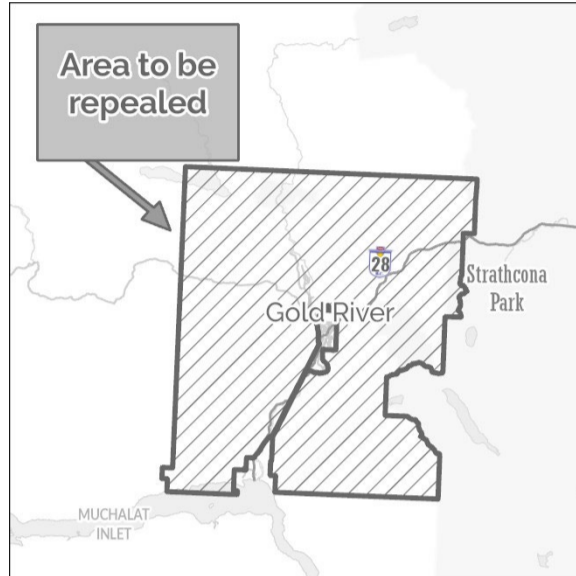 Area to be
repealed
28
Strathcona
Park
Gold River
MUCHALAT
INLET